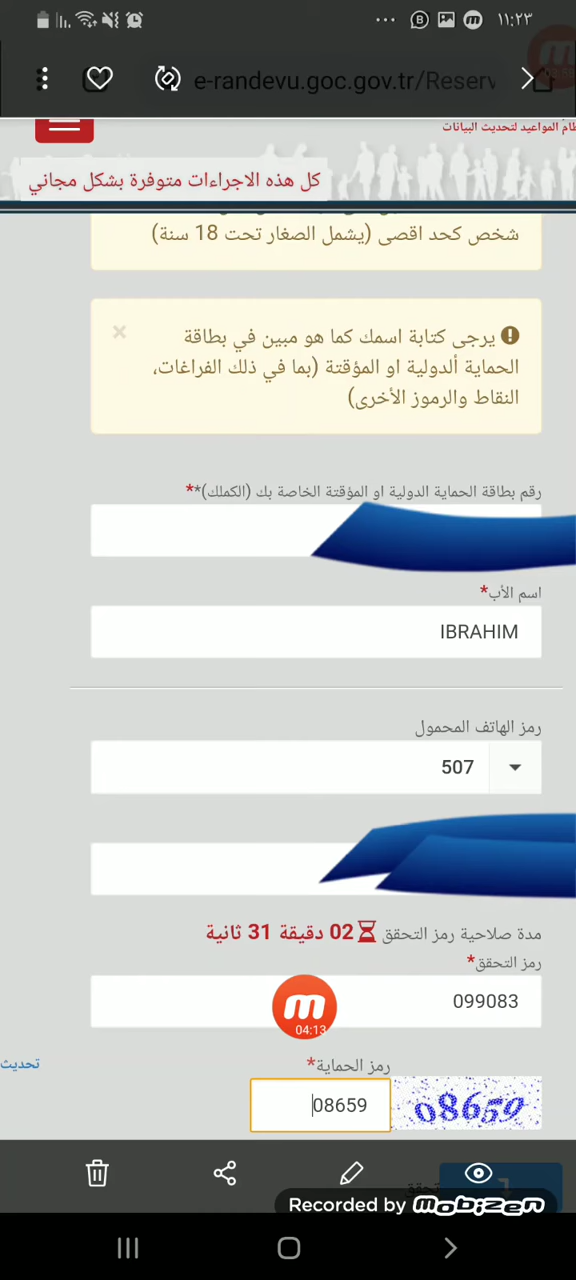 ١١:٢٣
e-randevu.goc.gov.tr/Reserv
ظام المواعيد لتحديث البيانات
كل هذه الاجراءات متوفرة بشكل مجاني
شخص كحد اقصى (يشمل الصغار تحت 18 سنة)
يرجى كتابة اسمك كما هو مبين في بطاقة
الحماية ألدولية او المؤقتة (بما في ذلك الفراغات،
النقاط والرموز الأخرى)
رقم بطاقة الحماية الدولية او المؤقتة الخاصة بك (الكملك)**
اسم الأب*
IBRAHIM
رمز الهاتف المحمول
507
مدة صلاحية رمز التحقق 02 دقيقة 31 ثانية
رمز التحقق*
099083
04:13
رمز الحماية*
تحديث
08659
08659
تحقق
Recorded by Mobizen